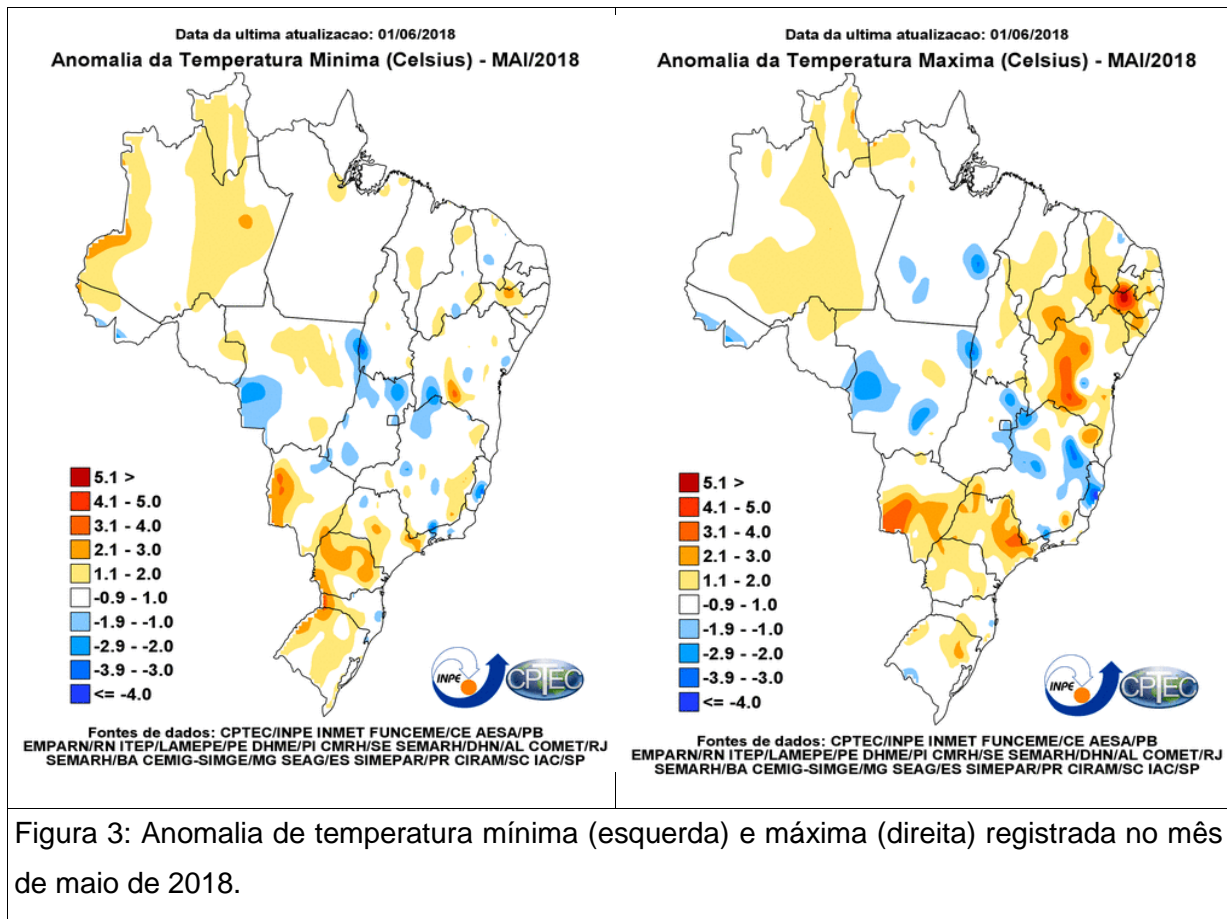 Data da ultima atualizacao: 01/06/2018
Anomalia da Temperatura Minima (Celsius) - MAI/2018
5.1 >
4.1 - 5.0
3.1 - 4.0
2.1 - 3.0
1.1 - 2.0
-0.9 - 1.0
-1.9 - -1.0
-2.9 - -2.0
-3.9 - -3.0
<= -4.0
INPE
CPTEC
Fontes de dados: CPTEC/INPE INMET FUNCEME/CE AESA/PB
EMPARN/RN ITEP/LAMEPE/PE DHME/PI CMRH/SE SEMARH/DHN/AL COMET/RJ
SEMARH/BA CEMIG-SIMGE/MG SEAG/ES SIMEPAR/PR CIRAM/SC IAC/SP
Data da ultima atualizacao: 01/06/2018
Anomalia da Temperatura Maxima (Celsius) - MAI/2018
5.1 >
4.1 - 5.0
3.1 - 4.0
2.1 - 3.0
1.1 - 2.0
-0.9 - 1.0
-1.9 - -1.0
-2.9 - -2.0
-3.9 - -3.0
<= -4.0
INPE
CPTEC
Fontes de dados: CPTEC/INPE INMET FUNCEME/CE AESA/PB
EMPARN/RN ITEP/LAMEPE/PE DHME/PI CMRH/SE SEMARH/DHN/AL COMET/RJ
SEMARH/BA CEMIG-SIMGE/MG SEAG/ES SIMEPAR/PR CIRAM/SC IAC/SP
Figura 3: Anomalia de temperatura mínima (esquerda) e máxima (direita) registrada no mês
de maio de 2018.